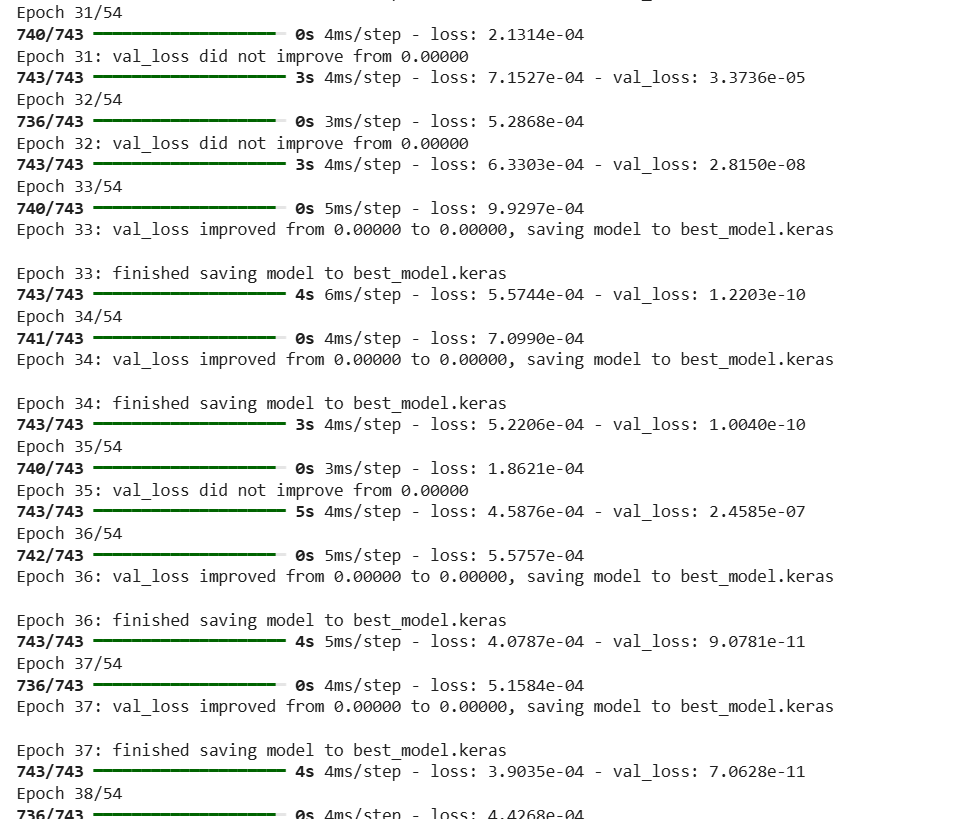 Epoch 31/54
740/743 0s 4ms/step - loss: 2.1314e-04
Epoch 31: val_loss did not improve from 0.00000
743/743 3s 4ms/step - loss: 7.1527e-04 - val_loss: 3.3736e-05
Epoch 32/54
736/743 0s 3ms/step - loss: 5.2868e-04
Epoch 32: val_loss did not improve from 0.00000
743/743 3s 4ms/step - loss: 6.3303e-04 - val_loss: 2.8150e-08
Epoch 33/54
740/743 0s 5ms/step - loss: 9.9297e-04
Epoch 33: val_loss improved from 0.00000 to 0.00000, saving model to best_model.keras
Epoch 33: finished saving model to best_model.keras
743/743 4s 6ms/step - loss: 5.5744e-04 - val_loss: 1.2203e-10
Epoch 34/54
741/743 0s 4ms/step - loss: 7.0990e-04
Epoch 34: val_loss improved from 0.00000 to 0.00000, saving model to best_model.keras
Epoch 34: finished saving model to best_model.keras
743/743 3s 4ms/step - loss: 5.2206e-04 - val_loss: 1.0040e-10
Epoch 35/54
740/743 0s 3ms/step - loss: 1.8621e-04
Epoch 35: val_loss did not improve from 0.00000
743/743 5s 4ms/step - loss: 4.5876e-04 - val_loss: 2.4585e-07
Epoch 36/54
742/743 0s 5ms/step - loss: 5.5757e-04
Epoch 36: val_loss improved from 0.00000 to 0.00000, saving model to best_model.keras
Epoch 36: finished saving model to best_model.keras
743/743 4s 5ms/step - loss: 4.0787e-04 - val_loss: 9.0781e-11
Epoch 37/54
736/743 0s 4ms/step - loss: 5.1584e-04
Epoch 37: val_loss improved from 0.00000 to 0.00000, saving model to best_model.keras
Epoch 37: finished saving model to best_model.keras
743/743 4s 4ms/step - loss: 3.9035e-04 - val_loss: 7.0628e-11
Epoch 38/54
736/743 0s 4ms/step - loss: 4.4268e-04